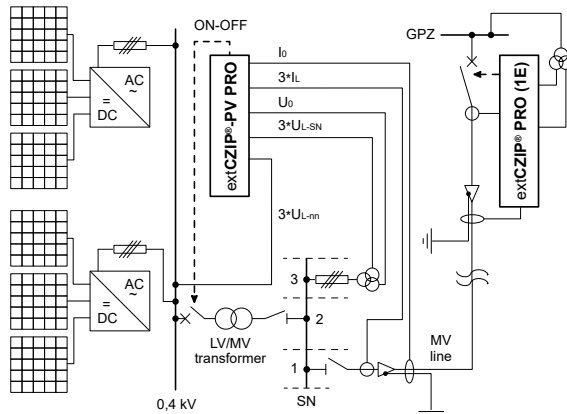 ON-OFF
I0
3*IL
U0
3*UL-SN
3*UL-nn
extCZIP®-PV PRO
GPZ
extCZIP® PRO (1E)
AC
~
=
DC
AC
~
=
DC
3
2
1
LV/MV
transformer
MV
line
SN
0,4 kV